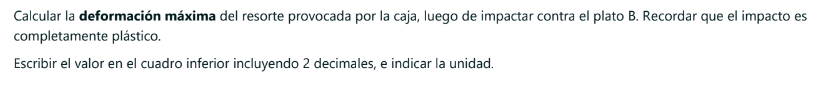 Calcular la deformación máxima del resorte provocada por la caja, luego de impactar contra el plato B. Recordar que el impacto es
completamente plástico.
Escribir el valor en el cuadro inferior incluyendo 2 decimales, e indicar la unidad.